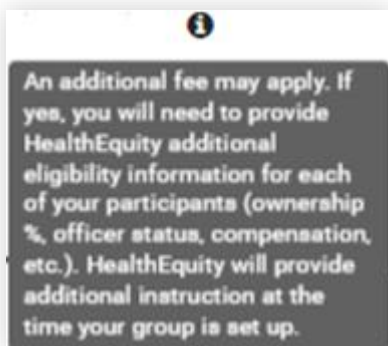 An additional fee may apply. If
yes, you will need to provide
HealthEquity additional
eligibility information for each
of your participants (ownership
%, officer status, compensation,
etc.). HealthEquity will provide
additional instruction at the
time your group is set up.